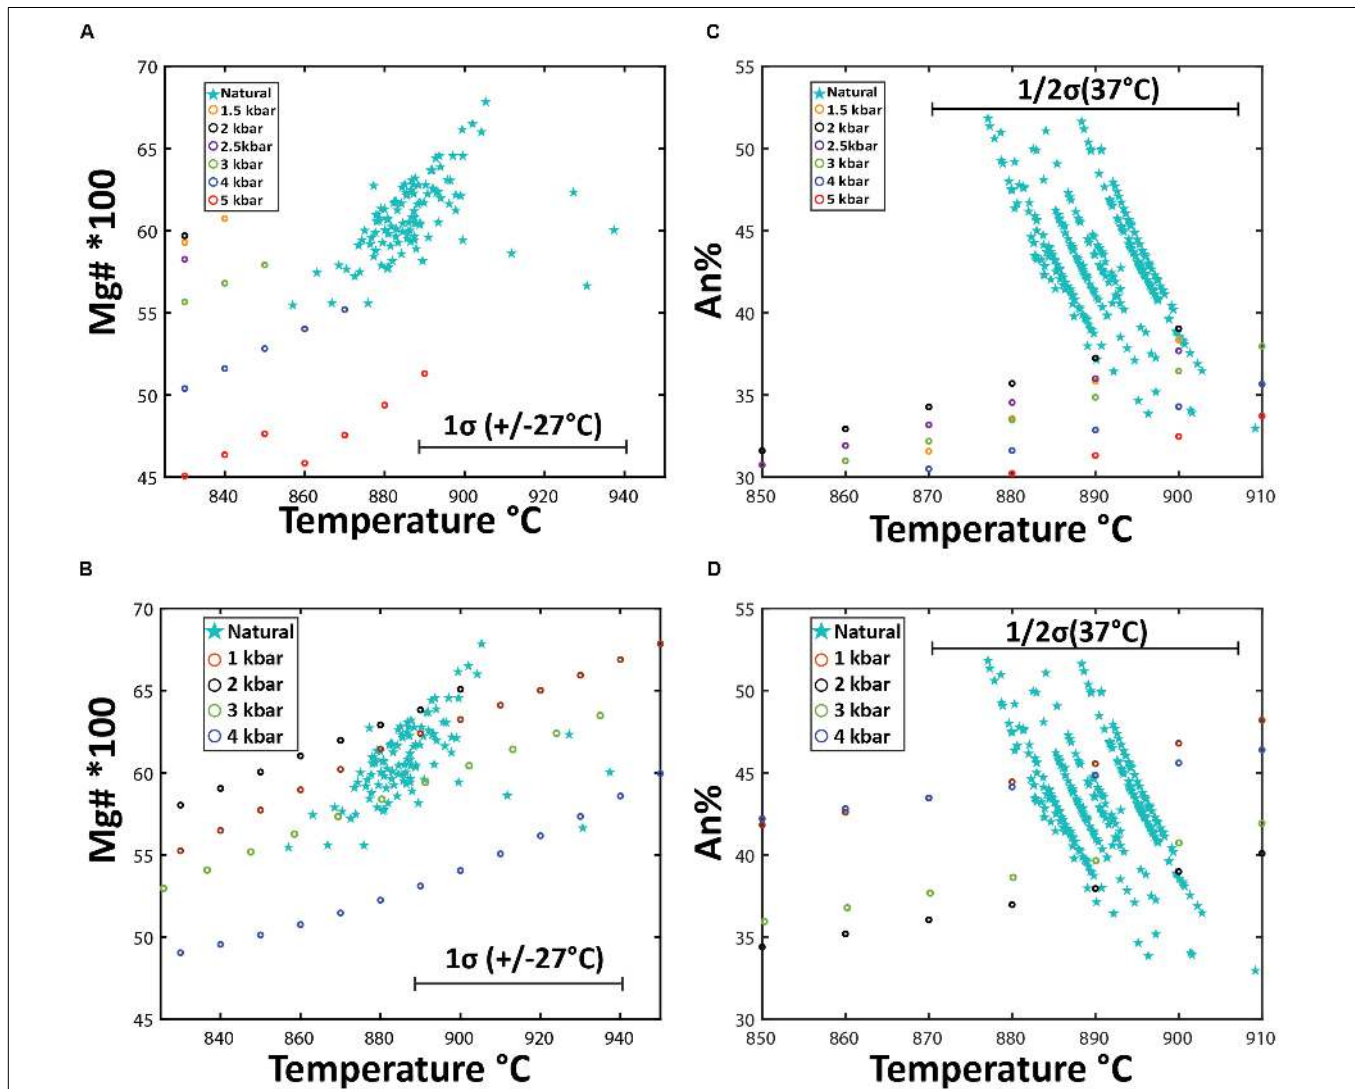 A
Mg# *100
70
65
60
55
50
45
Natural
1.5 kbar
2 kbar
2.5kbar
3 kbar
4 kbar
5 kbar
1σ (+/-27°C)
840 860 880 900 920 940
Temperature °C
C
An%
55
50
45
40
35
30
Natural
1.5 kbar
2 kbar
2.5kbar
3 kbar
4 kbar
5 kbar
1/2σ(37°C)
850 860 870 880 890 900 910
Temperature °C
B
Mg# *100
70
65
60
55
50
45
Natural
1 kbar
2 kbar
3 kbar
4 kbar
1σ (+/-27°C)
840 860 880 900 920 940
Temperature °C
D
An%
55
50
45
40
35
30
Natural
1 kbar
2 kbar
3 kbar
4 kbar
1/2σ(37°C)
850 860 870 880 890 900 910
Temperature °C